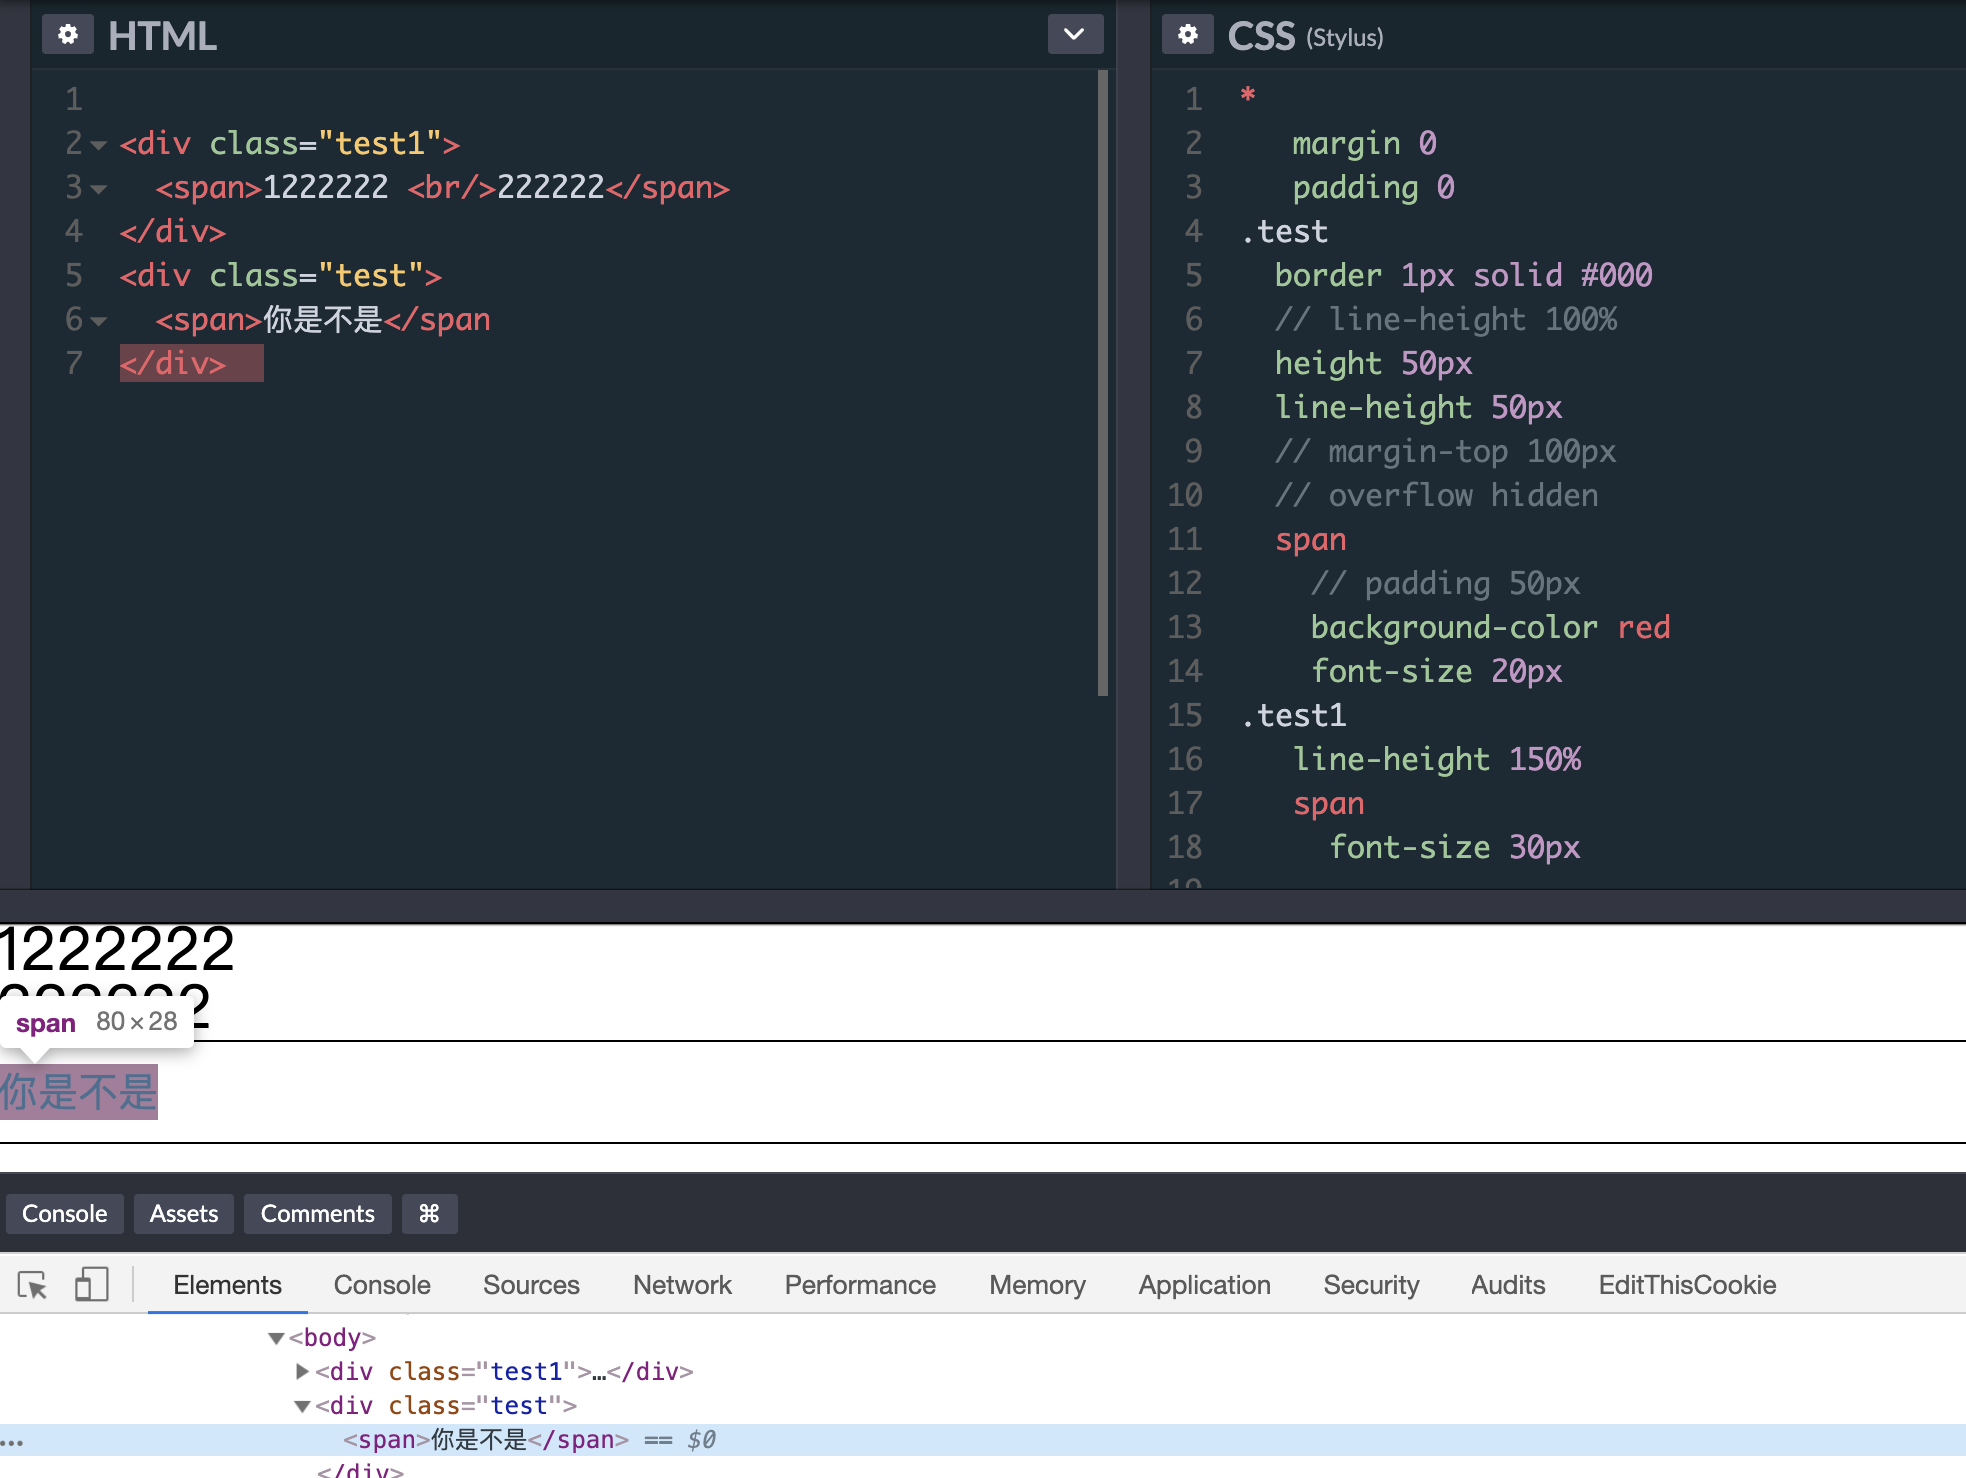 HTML
1
2 <div class="test1">
3 <span>1222222 <br/>222222</span>
4 </div>
5 <div class="test">
6 <span>你是不是</span
7 </div>
CSS (Stylus)
1 *
2 margin 0
3 padding 0
4 .test
5 border 1px solid #000
6 // line-height 100%
7 height 50px
8 line-height 50px
9 // margin-top 100px
10 // overflow hidden
11 span
12 // padding 50px
13 background-color red
14 font-size 20px
15 .test1
16 line-height 150%
17 span
18 font-size 30px
19
1222222
222222
span 80×28
你是不是
Console Assets Comments ⌘
Elements Console Sources Network Performance Memory Application Security Audits EditThisCookie
▼<body>
▶<div class="test1">…</div>
▼<div class="test">
... <span>你是不是</span> == $0
</div>